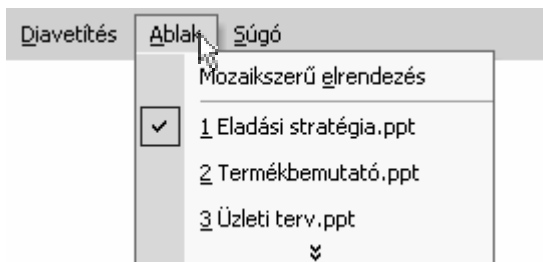 Diavetítés Ablak Súgó
Mozaikszerű elrendezés
1 Eladási stratégia.ppt
2 Termékbemutató.ppt
3 Üzleti terv.ppt